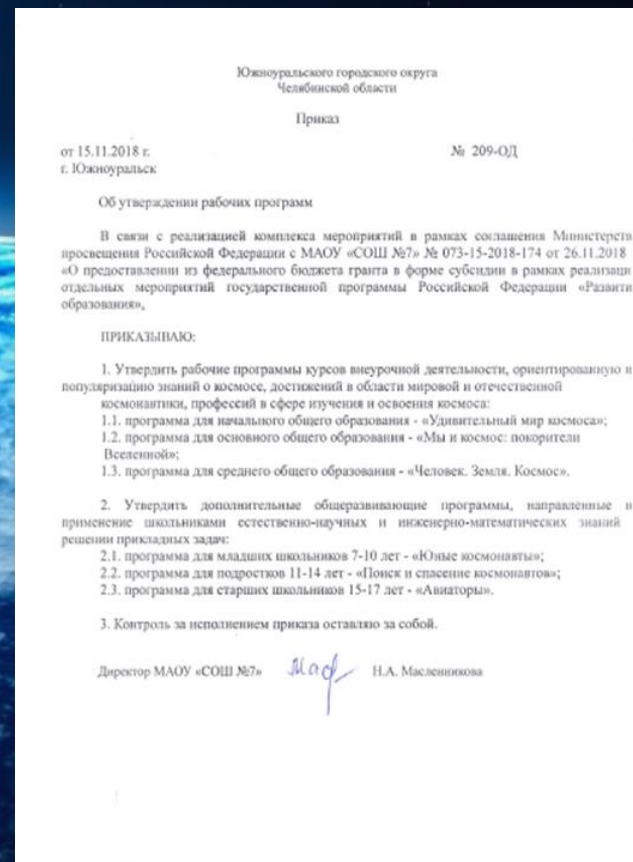 Южноуральского городского округа
Челябинской области
Приказ
от 15.11.2018 г. № 209-ОД
г. Южноуральск
Об утверждении рабочих программ
В связи с реализацией комплекса мероприятий в рамках соглашения Министерств
просвещения Российской Федерации с МАОУ «СОШ №7» № 073-15-2018-174 от 26.11.2018
«О предоставлении из федерального бюджета гранта в форме субсидии в рамках реализаци
отдельных мероприятий государственной программы Российской Федерации «Развити
образования»,
ПРИКАЗЫВАЮ:
1. Утвердить рабочие программы курсов внеурочной деятельности, ориентированную н
популяризацию знаний о космосе, достижений в области мировой и отечественной
космонавтики, профессий в сфере изучения и освоения космоса:
1.1. программа для начального общего образования - «Удивительный мир космоса»;
1.2. программа для основного общего образования - «Мы и космос: покорители
Вселенной»;
1.3. программа для среднего общего образования - «Человек. Земля. Космос».
2. Утвердить дополнительные общеразвивающие программы, направленные н
применение школьниками естественно-научных и инженерно-математических знаний
решении прикладных задач:
2.1. программа для младших школьников 7-10 лет - «Юные космонавты»;
2.2. программа для подростков 11-14 лет - «Поиск и спасение космонавтов»;
2.3. программа для старших школьников 15-17 лет - «Авиаторы».
3. Контроль за исполнением приказа оставляю за собой.
Директор МАОУ «СОШ №7» Н.А. Масленникова